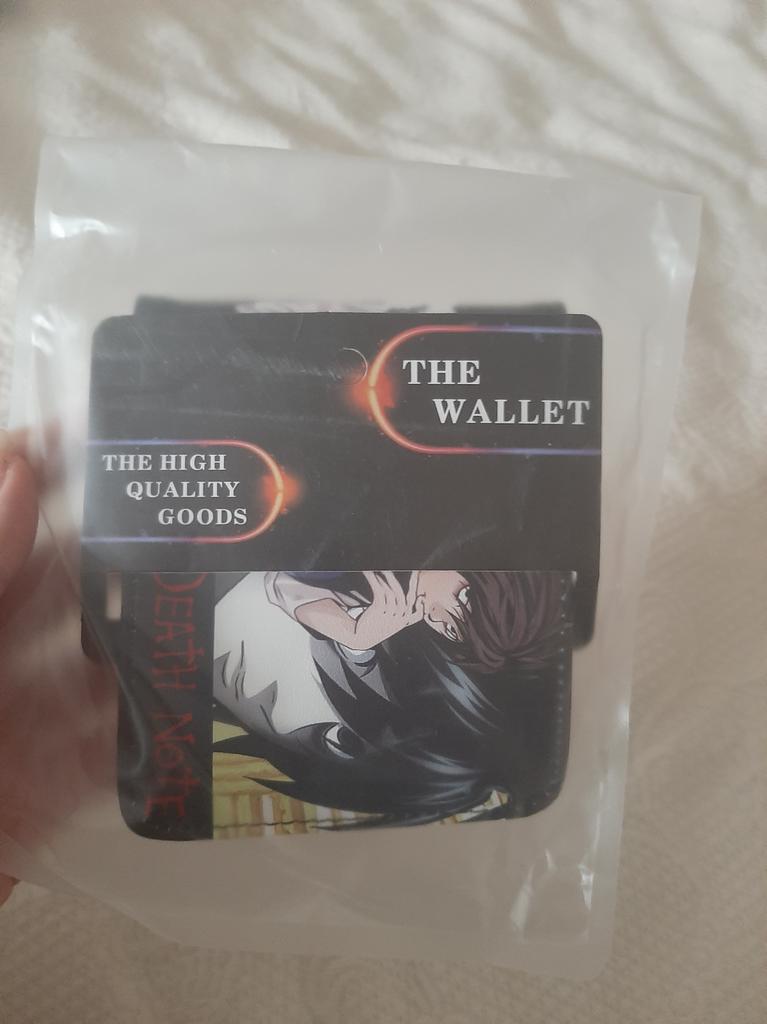 THE
WALLET
THE HIGH
QUALITY
GOODS
DEATH NOTE